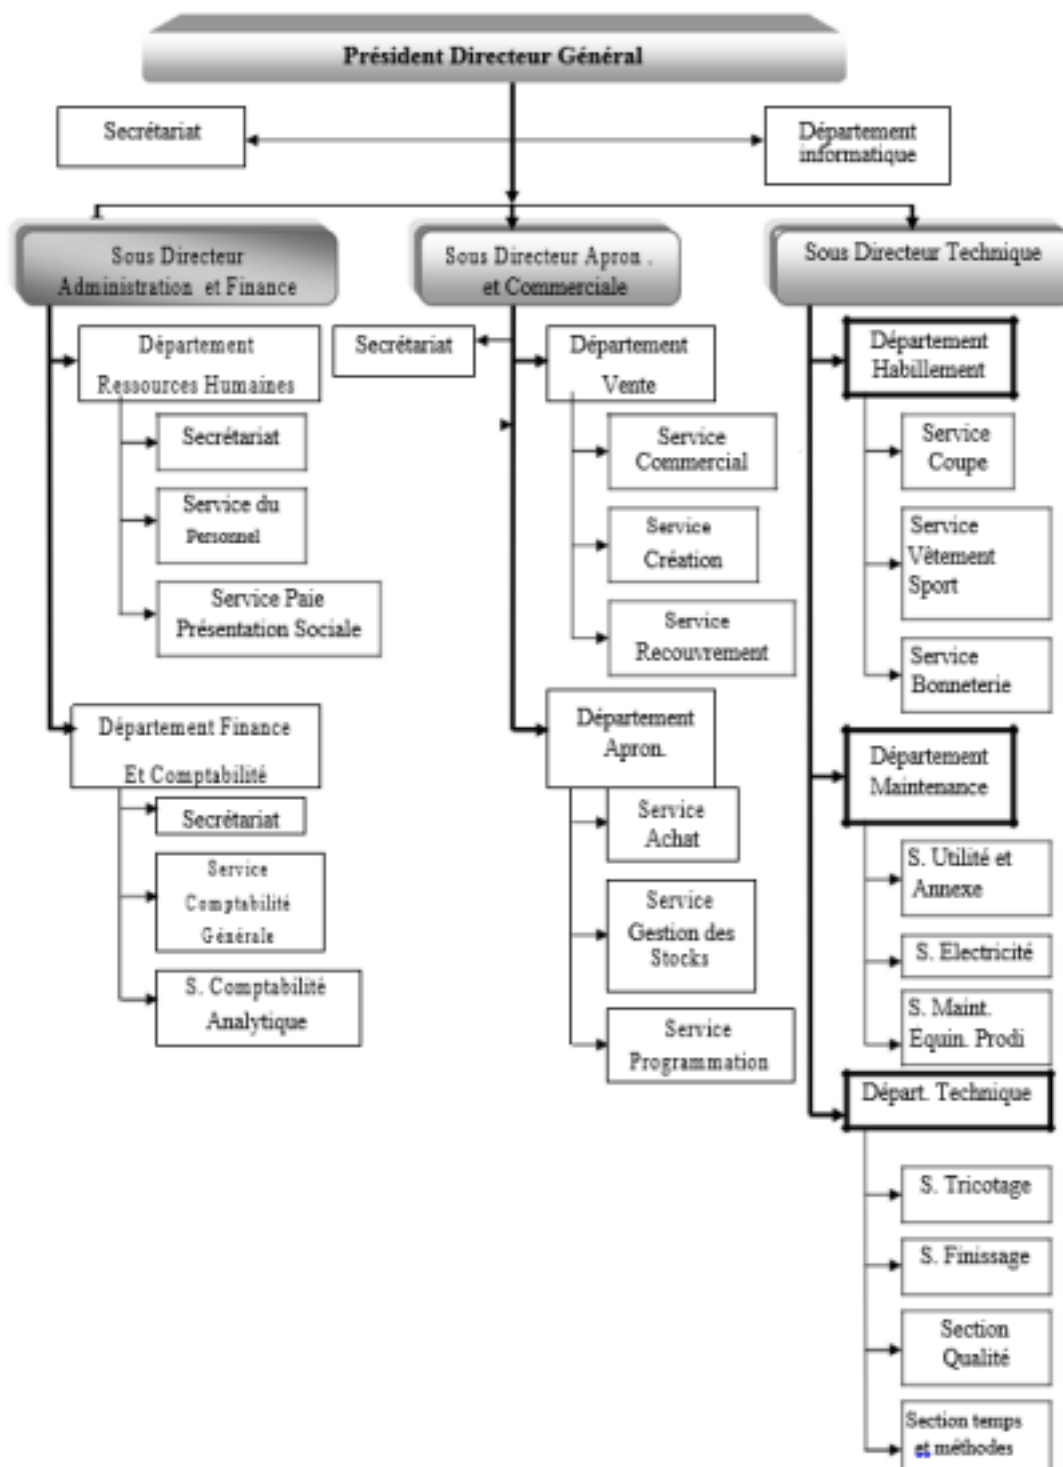 Président Directeur Général
Secrétariat
Département
informatique
Sous Directeur
Administration et Finance
Sous Directeur Apron .
et Commerciale
Sous Directeur Technique
Département
Ressources Humaines
Secrétariat
Service du
Personnel
Service Paie
Présentation Sociale
Département Finance
Et Comptabilité
Secrétariat
Service
Comptabilité
Générale
S. Comptabilité
Analytique
Secrétariat
Département
Vente
Service
Commercial
Service
Création
Service
Recouvrement
Département
Apron.
Service
Achat
Service
Gestion des
Stocks
Service
Programmation
Département
Habillement
Service
Coupe
Service
Vêtement
Sport
Service
Bonneterie
Département
Maintenance
S. Utilité et
Annexe
S. Electricité
S. Maint.
Equin. Prodi
Départ. Technique
S. Tricotage
S. Finissage
Section
Qualité
Section temps
et méthodes